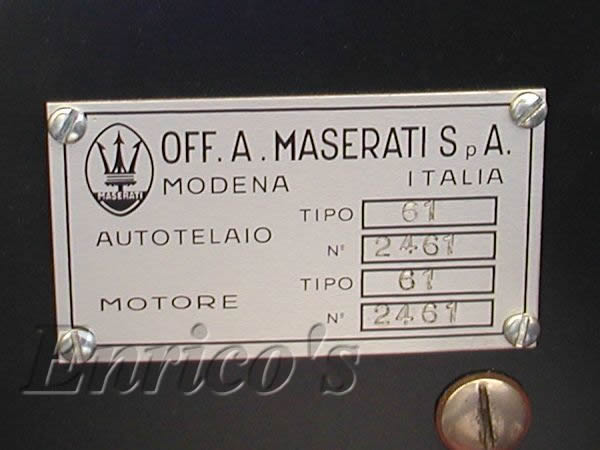 OFF. A. MASERATI S p A.
MODENA ITALIA
MASERATI
AUTOTELAIO
TIPO 61
N° 2461
MOTORE
TIPO 61
N° 2461
Enrico's